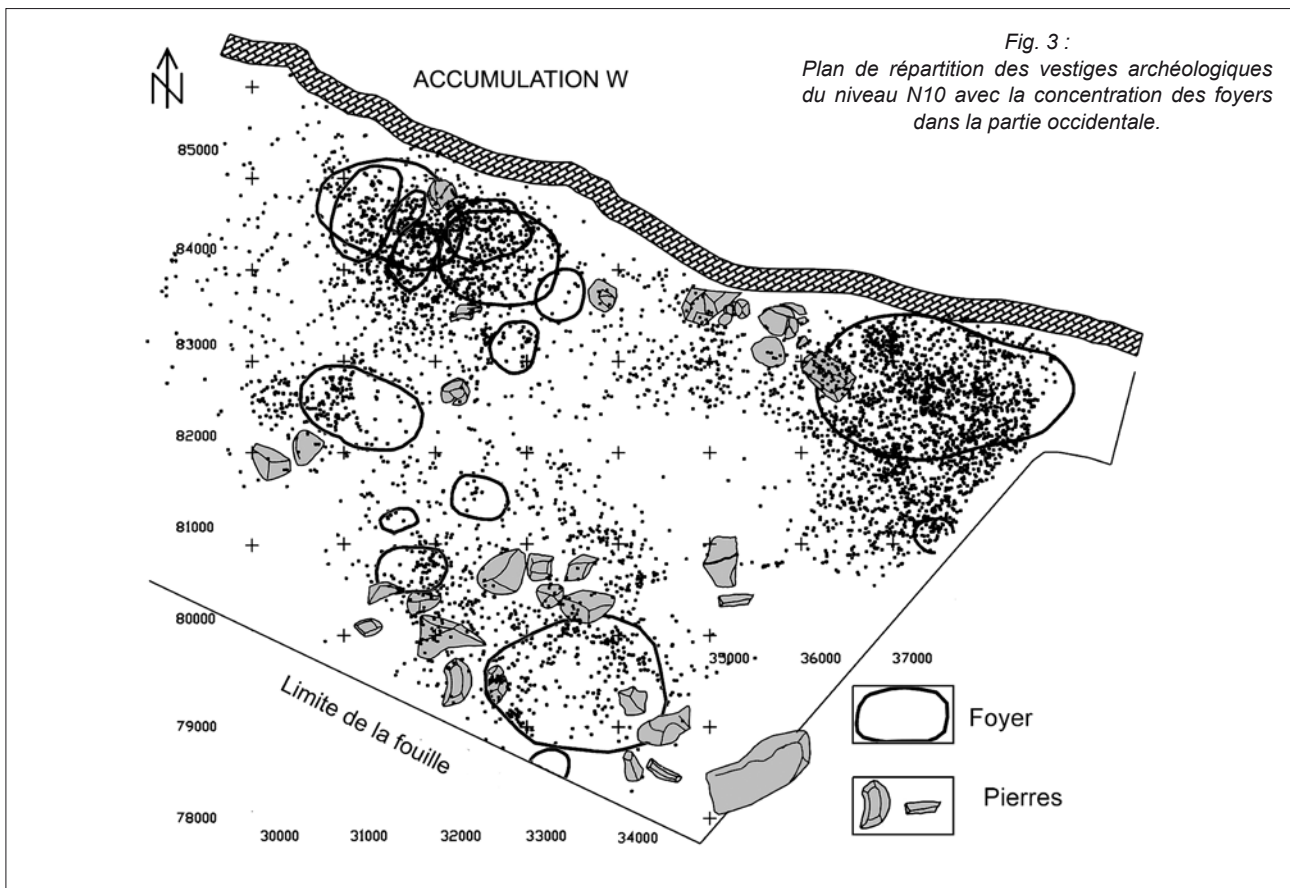 Fig. 3 :
Plan de répartition des vestiges archéologiques
du niveau N10 avec la concentration des foyers
dans la partie occidentale.
N
ACCUMULATION W
85000
84000
83000
82000
81000
80000
79000
78000
30000
31000
32000
33000
34000
35000
36000
37000
Limite de la fouille
Foyer
Pierres